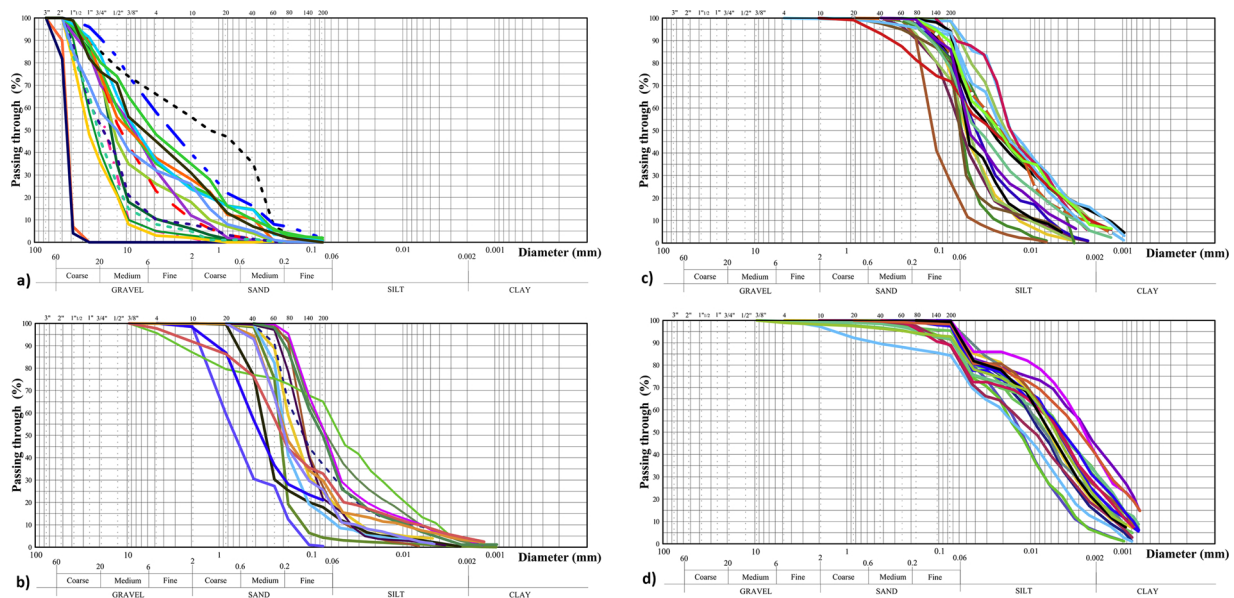 3" 2" 1"1/2 1" 3/4" 1/2" 3/8" 4 10 20 40 60 80 140 200
Passing through (%)
100
90
80
70
60
50
40
30
20
10
0
100 10 1 0.1 0.01 0.001
Diameter (mm)
60 20 6 2 0.6 0.2 0.06 0.002
Coarse Medium Fine Coarse Medium Fine
GRAVEL SAND SILT CLAY
a)
3" 2" 1"1/2 1" 3/4" 1/2" 3/8" 4 10 20 40 60 80 140 200
Passing through (%)
100
90
80
70
60
50
40
30
20
10
0
100 10 1 0.1 0.01 0.001
Diameter (mm)
60 20 6 2 0.6 0.2 0.06 0.002
Coarse Medium Fine Coarse Medium Fine
GRAVEL SAND SILT CLAY
b)
3" 2" 1"1/2 1" 3/4" 1/2" 3/8" 4 10 20 40 60 80 140 200
Passing through (%)
100
90
80
70
60
50
40
30
20
10
0
100 10 1 0.1 0.01 0.001
Diameter (mm)
60 20 6 2 0.6 0.2 0.06 0.002
Coarse Medium Fine Coarse Medium Fine
GRAVEL SAND SILT CLAY
c)
3" 2" 1"1/2 1" 3/4" 1/2" 3/8" 4 10 20 40 60 80 140 200
Passing through (%)
100
90
80
70
60
50
40
30
20
10
0
100 10 1 0.1 0.01 0.001
Diameter (mm)
60 20 6 2 0.6 0.2 0.06 0.002
Coarse Medium Fine Coarse Medium Fine
GRAVEL SAND SILT CLAY
d)